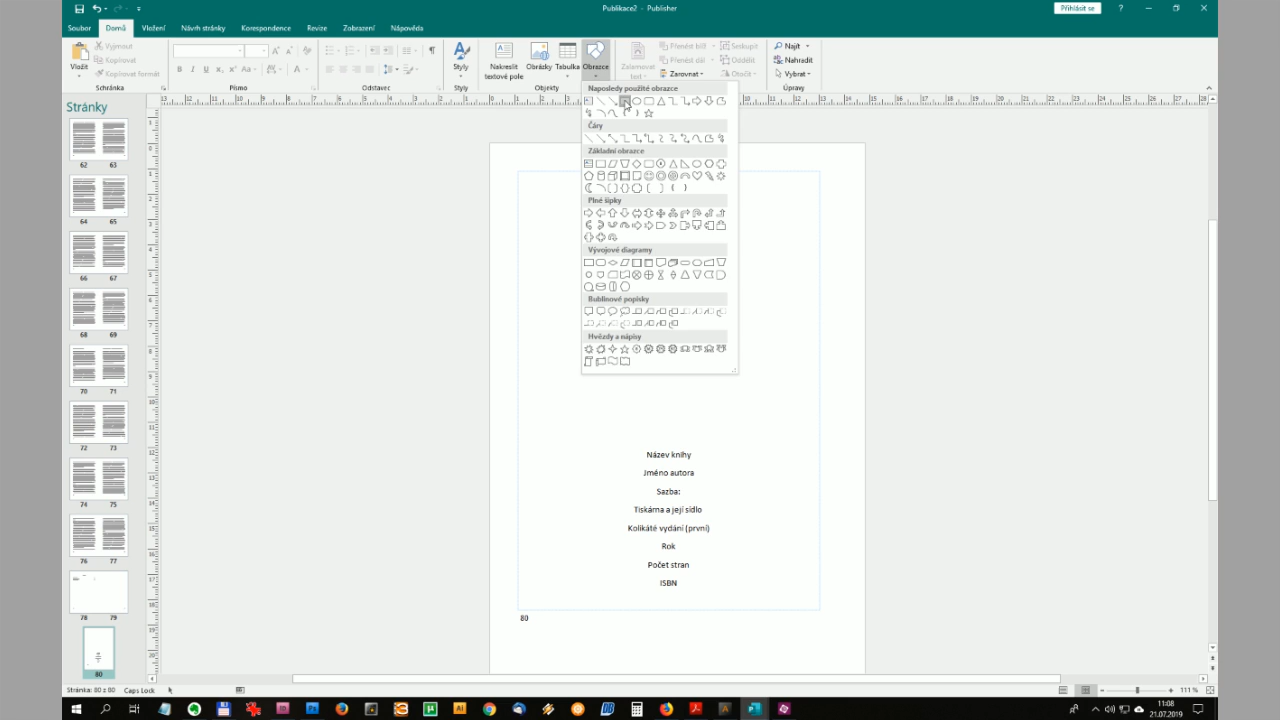 Publikace2 - Publisher
Přihlásit se
?
Soubor Domů Vložení Návrh stránky Korespondence Revize Zobrazení Nápověda
Vložit
Vyjmout
Kopírovat
Kopírovat formát
Schránka
B I U
Písmo
Odstavec
Styly
Styly
Nakreslit textové pole
Obrázky
Tabulka
Obrazce
Objekty
Zalamovat text
Přenést blíž
Přenést dál
Zarovnat
Seskupit
Oddělit
Otočit
Najít
Nahradit
Vybrat
Úpravy
Stránky
Naposledy použité obrazce
Čáry
Základní obrazce
Plné šipky
Vývojové diagramy
Bublinové popisky
Hvězdy a nápisy
62 63
64 65
66 67
68 69
70 71
72 73
74 75
76 77
78 79
80
Název knihy
Jméno autora
Sazba:
Tiskárna a její sídlo
Kolikáté vydání (první)
Rok
Počet stran
ISBN
80
Stránka: 80 z 80 Caps Lock
111 %
11:08
21.07.2019